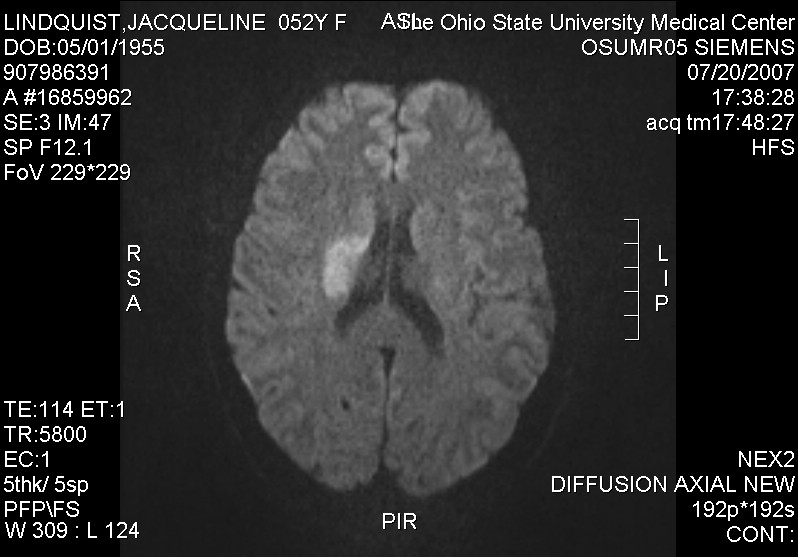 LINDQUIST,JACQUELINE 052Y F
DOB:05/01/1955
907986391
A #16859962
SE:3 IM:47
SP F12.1
FoV 229*229
ASL
The Ohio State University Medical Center
OSUMR05 SIEMENS
07/20/2007
17:38:28
acq tm17:48:27
HFS
R
S
A
L
I
P
TE:114 ET:1
TR:5800
EC:1
5thk/ 5sp
PFP\FS
W 309 : L 124
PIR
NEX2
DIFFUSION AXIAL NEW
192p*192s
CONT: